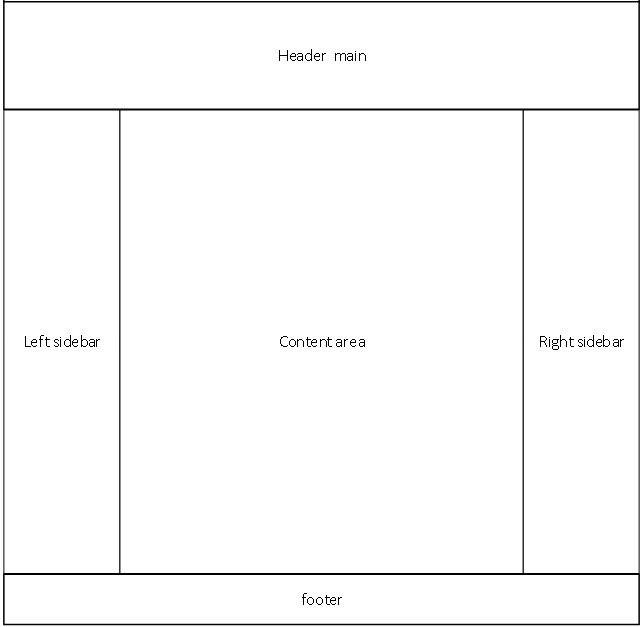 Header main
Left sidebar
Content area
Right sidebar
footer